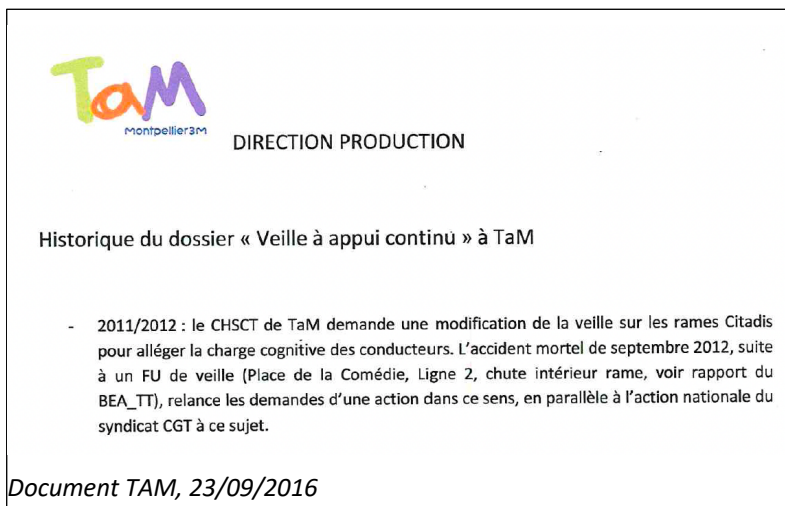 TaM
montpellier3m
DIRECTION PRODUCTION
Historique du dossier « Veille à appui continu » à TaM
- 2011/2012 : le CHSCT de TaM demande une modification de la veille sur les rames Citadis
pour alléger la charge cognitive des conducteurs. L'accident mortel de septembre 2012, suite
à un FU de veille (Place de la Comédie, Ligne 2, chute intérieur rame, voir rapport du
BEA_TT), relance les demandes d'une action dans ce sens, en parallèle à l'action nationale du
syndicat CGT à ce sujet.
Document TAM, 23/09/2016